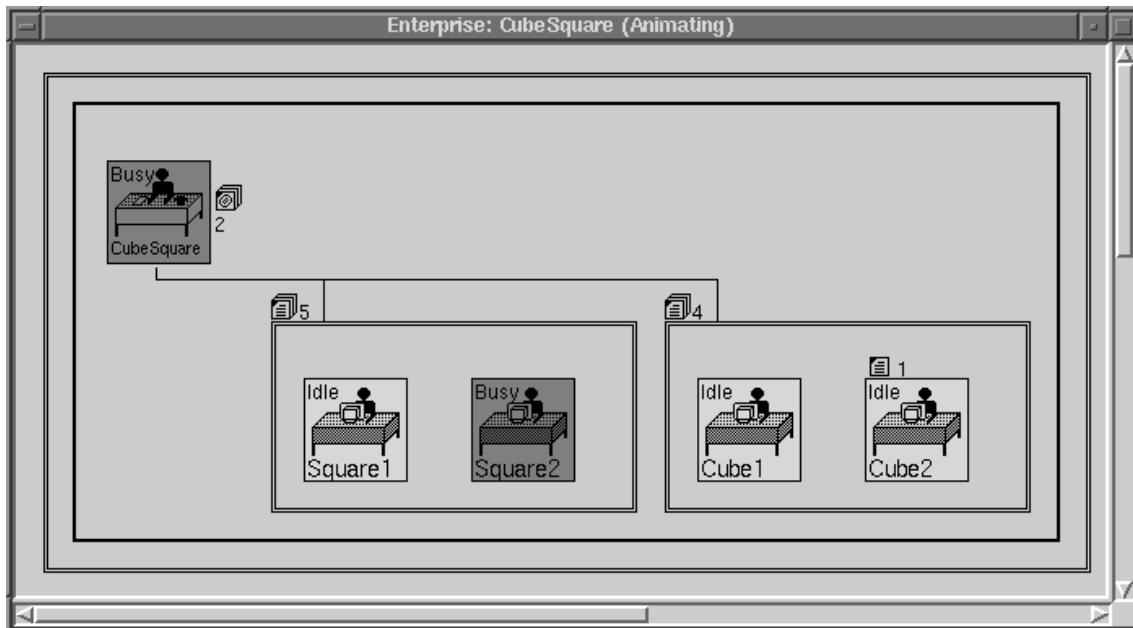 Enterprise: CubeSquare (Animating)
Busy
CubeSquare
2
5
4
Idle
Square1
Busy
Square2
Idle
Cube1
1
Idle
Cube2